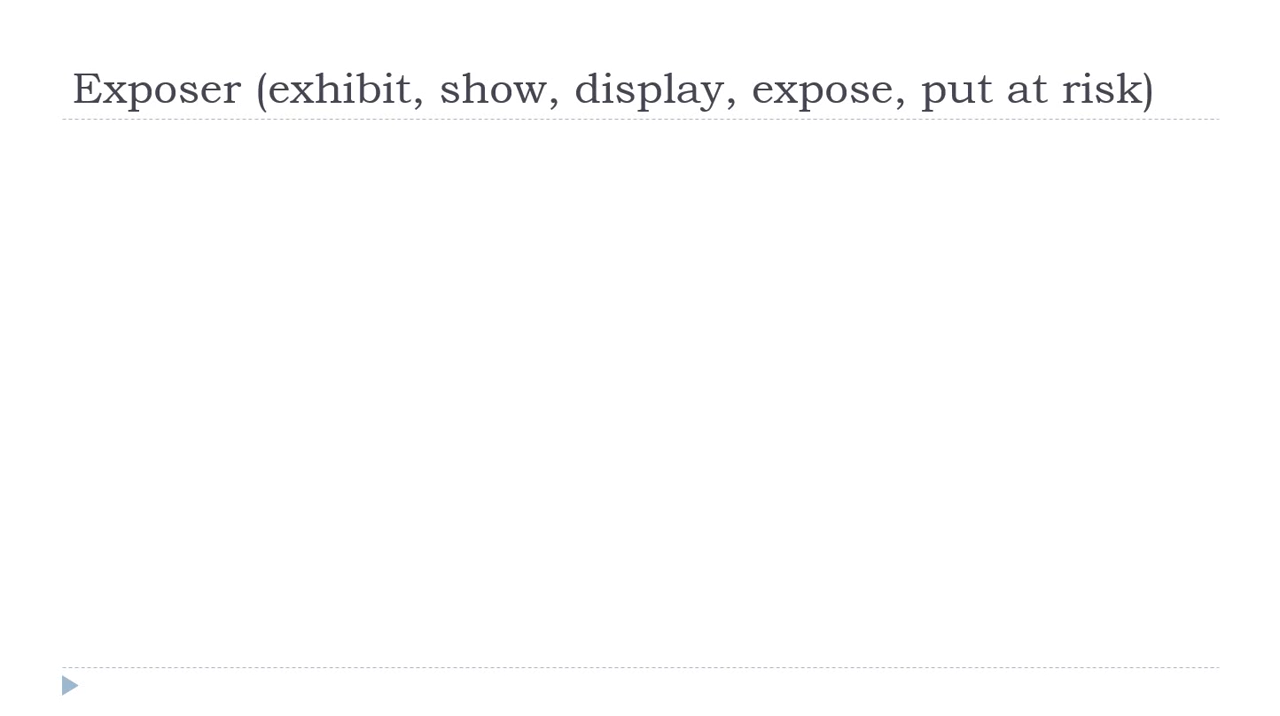 Exposer (exhibit, show, display, expose, put at risk)